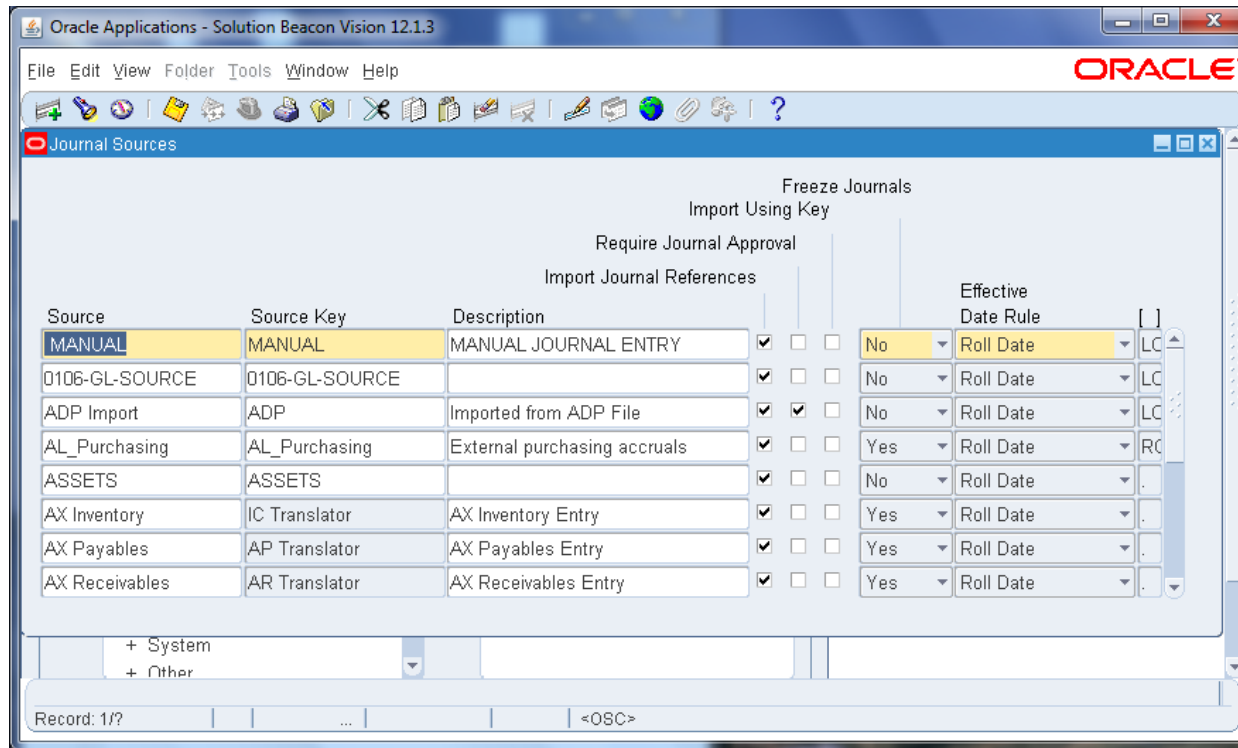 Oracle Applications - Solution Beacon Vision 12.1.3
File Edit View Folder Tools Window Help
ORACLE
Journal Sources
Freeze Journals
Import Using Key
Require Journal Approval
Import Journal References
Effective
Source Source Key Description Date Rule [ ]
MANUAL MANUAL MANUAL JOURNAL ENTRY No Roll Date LC
0106-GL-SOURCE 0106-GL-SOURCE No Roll Date LC
ADP Import ADP Imported from ADP File No Roll Date LC
AL_Purchasing AL_Purchasing External purchasing accruals Yes Roll Date RC
ASSETS ASSETS No Roll Date .
AX Inventory IC Translator AX Inventory Entry Yes Roll Date .
AX Payables AP Translator AX Payables Entry Yes Roll Date .
AX Receivables AR Translator AX Receivables Entry Yes Roll Date .
+ System
+ Other
Record: 1/? ... <OSC>